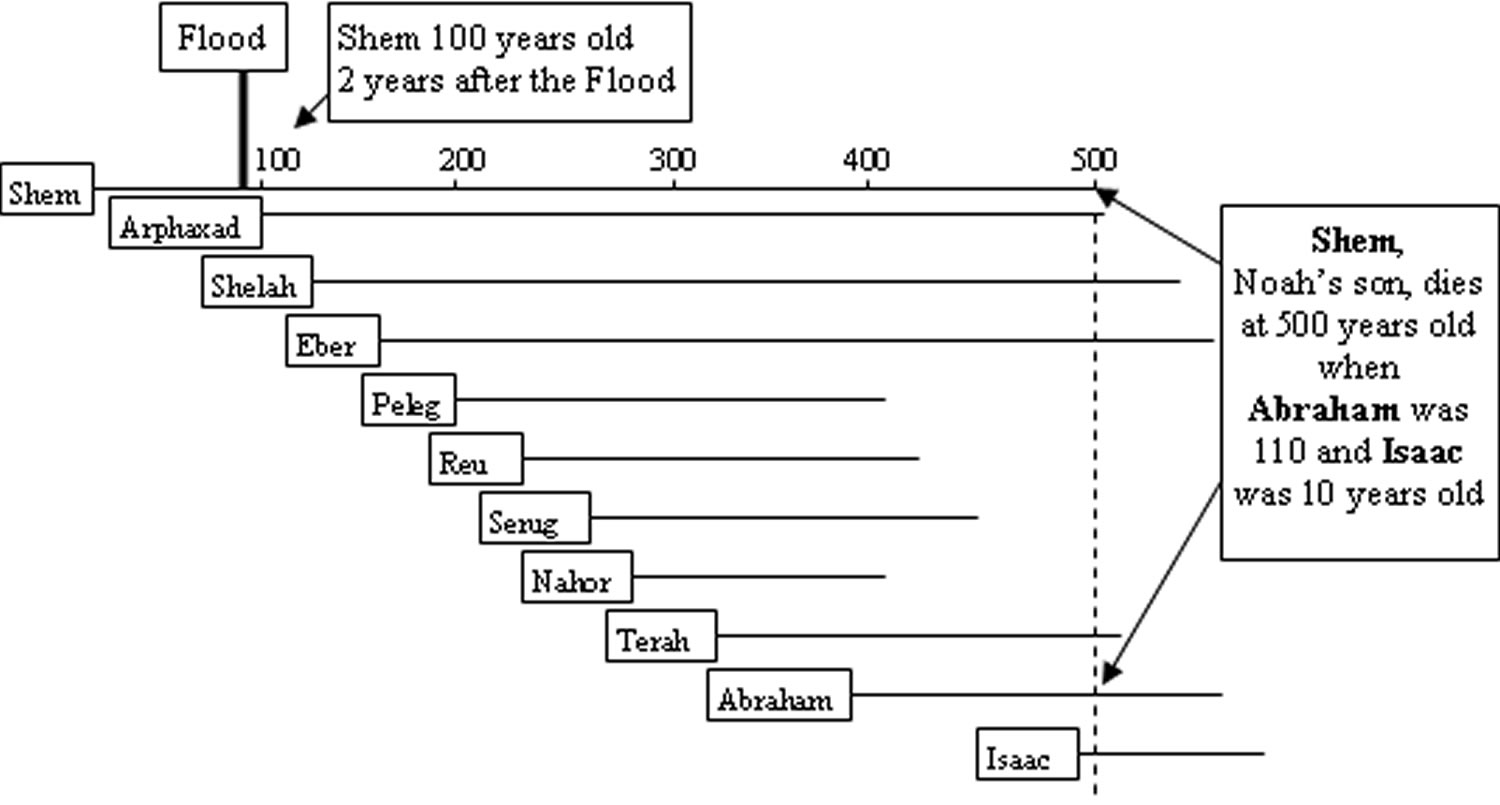 Flood
Shem 100 years old
2 years after the Flood
100 200 300 400 500
Shem
Arphaxad
Shelah
Eber
Peleg
Reu
Serug
Nahor
Terah
Abraham
Isaac
Shem,
Noah's son, dies
at 500 years old
when
Abraham was
110 and Isaac
was 10 years old